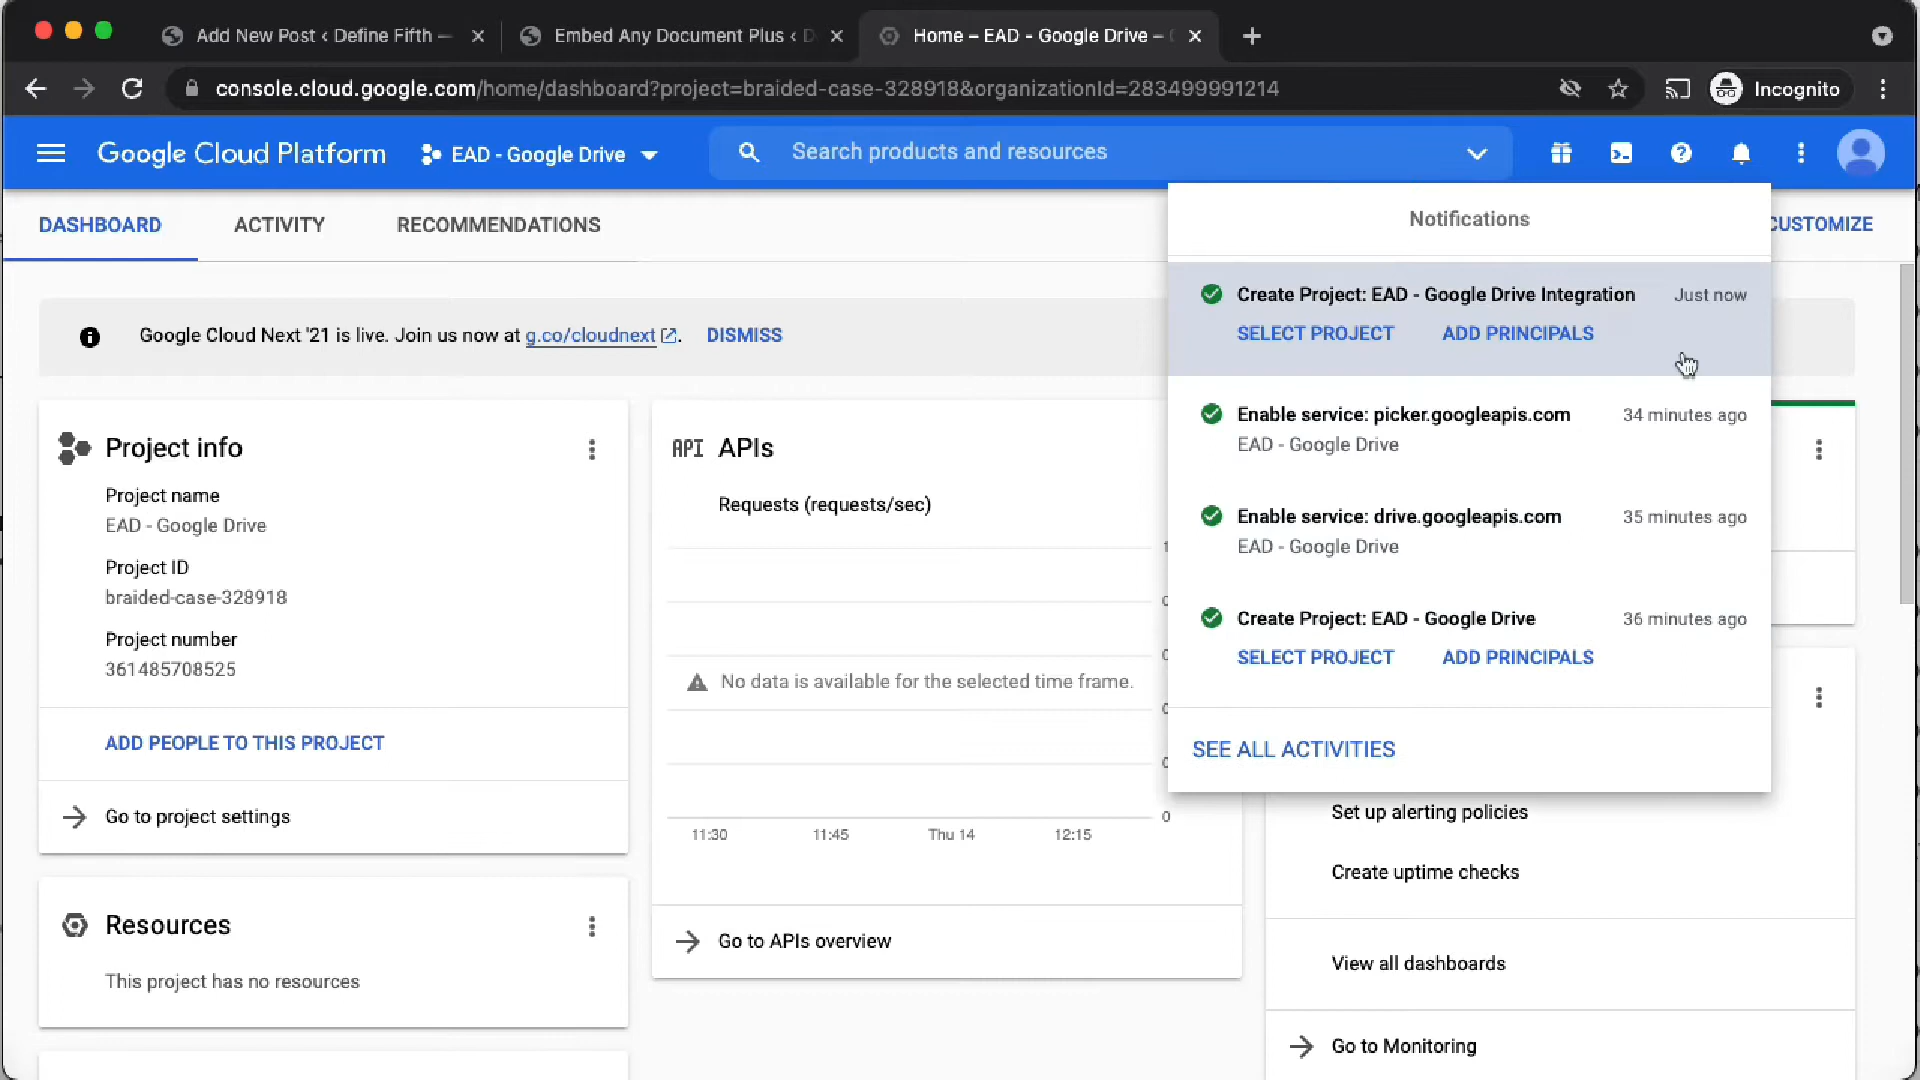 Add New Post ‹ Define Fifth —
Embed Any Document Plus ‹ D
Home – EAD - Google Drive –
console.cloud.google.com/home/dashboard?project=braided-case-328918&organizationId=283499991214
Incognito
Google Cloud Platform
EAD - Google Drive
Search products and resources
DASHBOARD
ACTIVITY
RECOMMENDATIONS
CUSTOMIZE
Google Cloud Next '21 is live. Join us now at g.co/cloudnext.
DISMISS
Notifications
Create Project: EAD - Google Drive Integration
Just now
SELECT PROJECT
ADD PRINCIPALS
Enable service: picker.googleapis.com
34 minutes ago
EAD - Google Drive
Enable service: drive.googleapis.com
35 minutes ago
EAD - Google Drive
Create Project: EAD - Google Drive
36 minutes ago
SELECT PROJECT
ADD PRINCIPALS
SEE ALL ACTIVITIES
Project info
Project name
EAD - Google Drive
Project ID
braided-case-328918
Project number
361485708525
ADD PEOPLE TO THIS PROJECT
Go to project settings
Resources
This project has no resources
API APIs
Requests (requests/sec)
No data is available for the selected time frame.
0
11:30
11:45
Thu 14
12:15
Go to APIs overview
Set up alerting policies
Create uptime checks
View all dashboards
Go to Monitoring